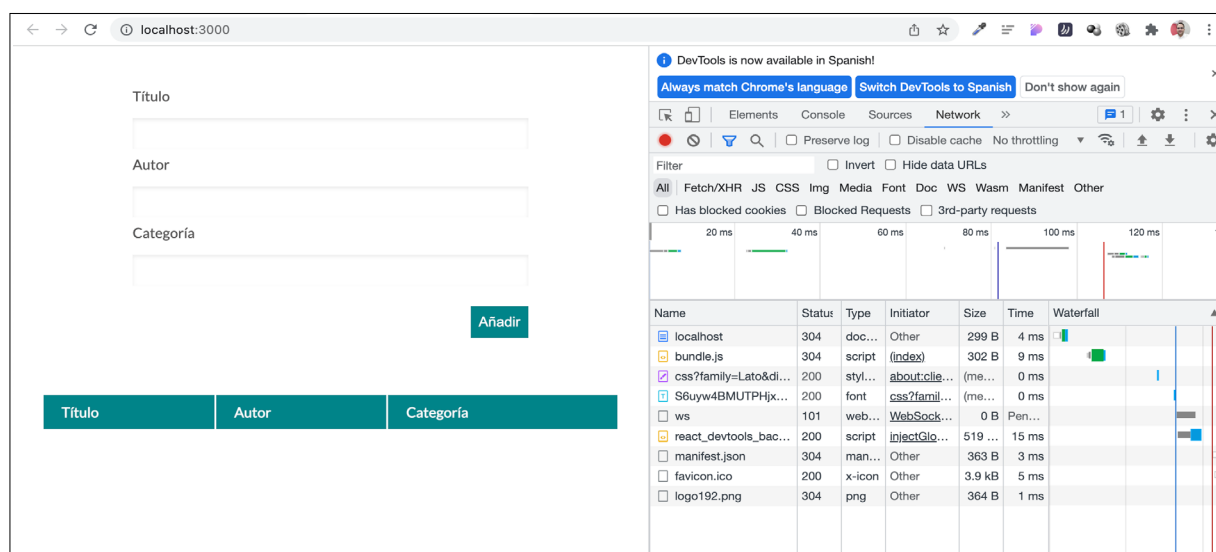 localhost:3000
DevTools is now available in Spanish!
Always match Chrome's language Switch DevTools to Spanish Don't show again
Elements Console Sources Network » 1
Preserve log Disable cache No throttling
Filter Invert Hide data URLs
All Fetch/XHR JS CSS Img Media Font Doc WS Wasm Manifest Other
Has blocked cookies Blocked Requests 3rd-party requests
20 ms 40 ms 60 ms 80 ms 100 ms 120 ms
Name Status Type Initiator Size Time Waterfall
localhost 304 doc... Other 299 B 4 ms
bundle.js 304 script (index) 302 B 9 ms
css?family=Lato&di... 200 styl... about:clie... (me... 0 ms
S6uyw4BMUTPHjx... 200 font css?famil... (me... 0 ms
ws 101 web... WebSock... 0 B Pen...
react_devtools_bac... 200 script injectGlo... 519 ... 15 ms
manifest.json 304 man... Other 363 B 3 ms
favicon.ico 200 x-icon Other 3.9 kB 5 ms
logo192.png 304 png Other 364 B 1 ms
Título
Autor
Categoría
Añadir
Título Autor Categoría